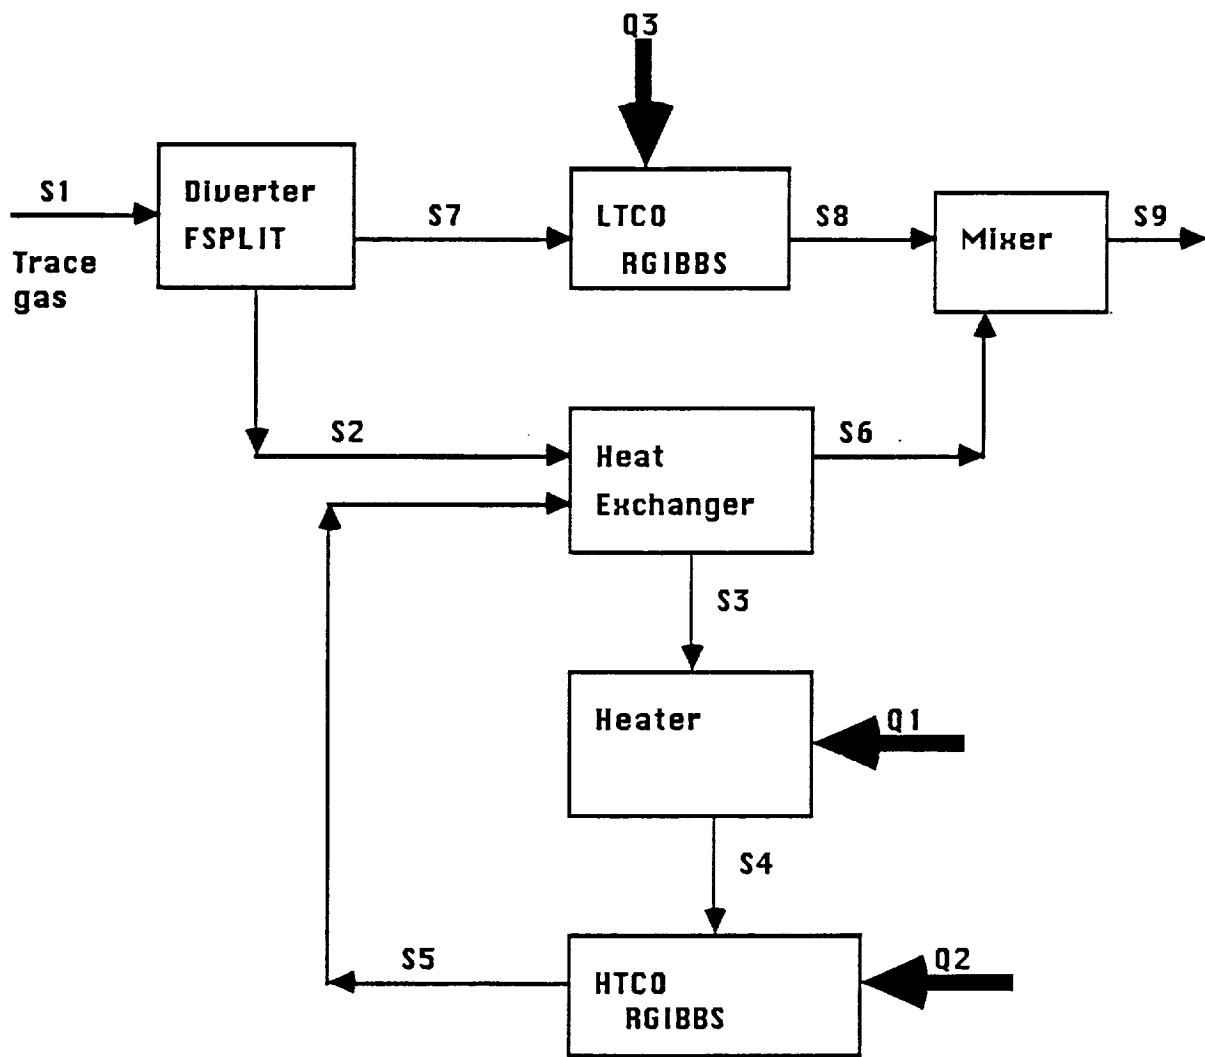 Q3
S1
Diverter
FSPLIT
S7
LTCO
RGIBBS
S8
Mixer
S9
Trace
gas
S2
Heat
Exchanger
S6
S3
Heater
Q1
S4
S5
HTCO
RGIBBS
Q2